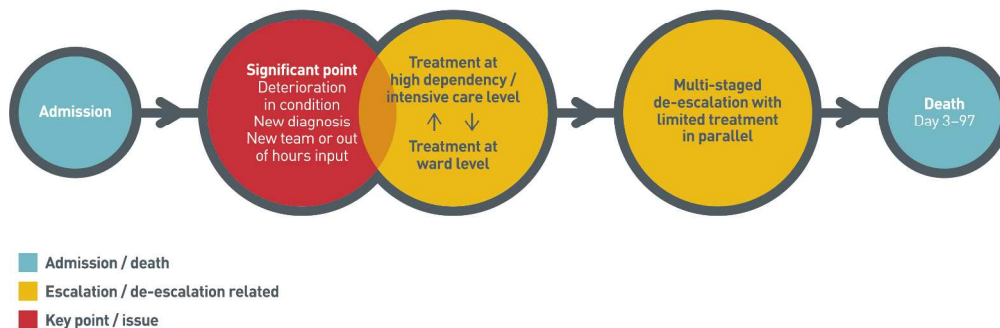 Admission
Significant point
Deterioration
in condition
New diagnosis
New team or out
of hours input
Treatment at
high dependency /
intensive care level
Treatment at
ward level
Multi-staged
de-escalation with
limited treatment
in parallel
Death
Day 3–97
Admission / death
Escalation / de-escalation related
Key point / issue